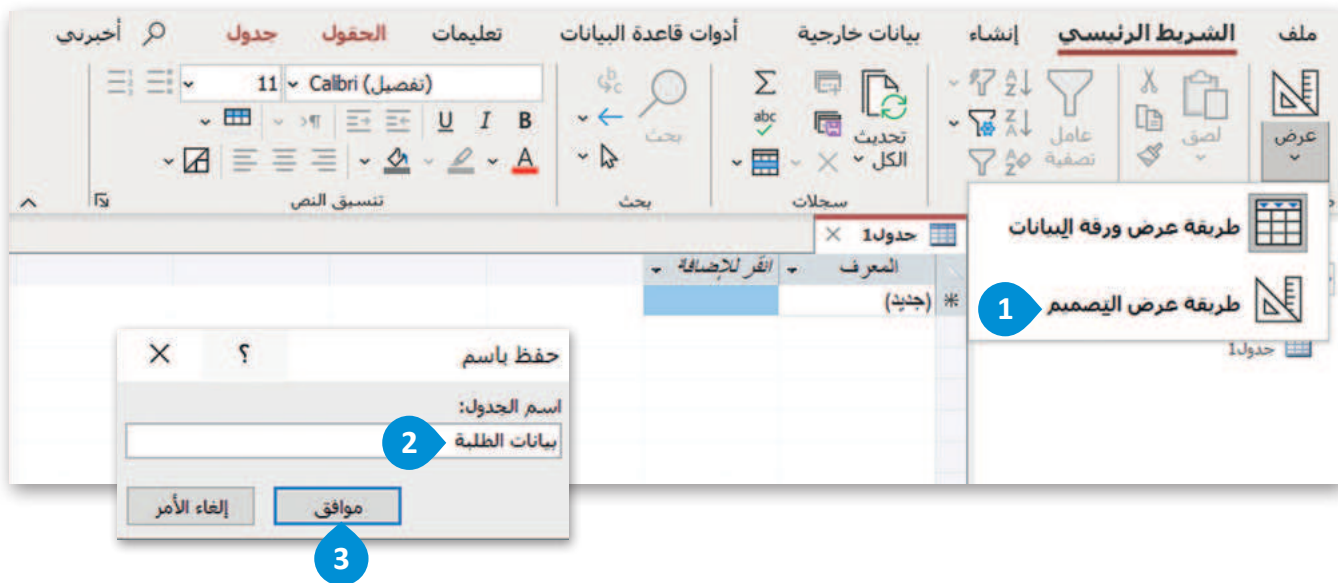 ملف الشريط الرئيسي إنشاء بيانات خارجية أدوات قاعدة البيانات تعليمات الحقول جدول أخبرني
عرض
لصق
عامل تصفية
تحديث الكل
سجلات
abc
بحث
بحث
Calibri (تفصيل) 11
B I U
A
تنسيق النص
طريقة عرض ورقة البيانات
1 طريقة عرض التصميم
جدول1
جدول1
المعرف انقر للإضافة
(جديد)
حفظ باسم ؟
اسم الجدول:
بيانات الطلبة 2
موافق إلغاء الأمر
3